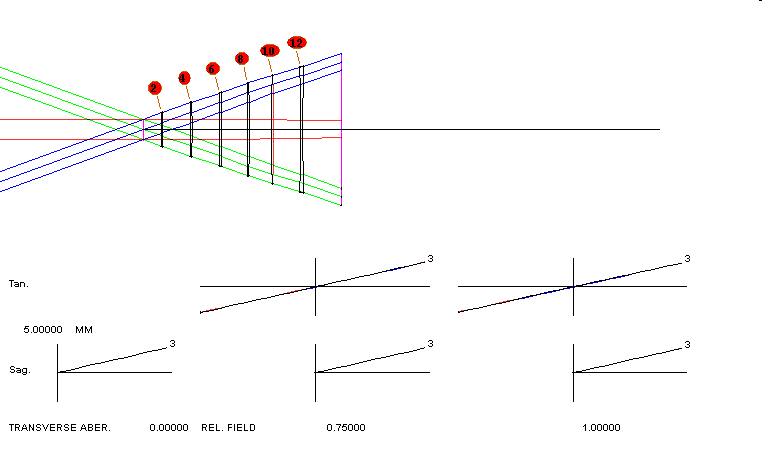 2 4 6 8 10 12
3 3
Tan.
5.00000 MM
3 3 3
Sag.
TRANSVERSE ABER. 0.00000 REL. FIELD 0.75000 1.00000